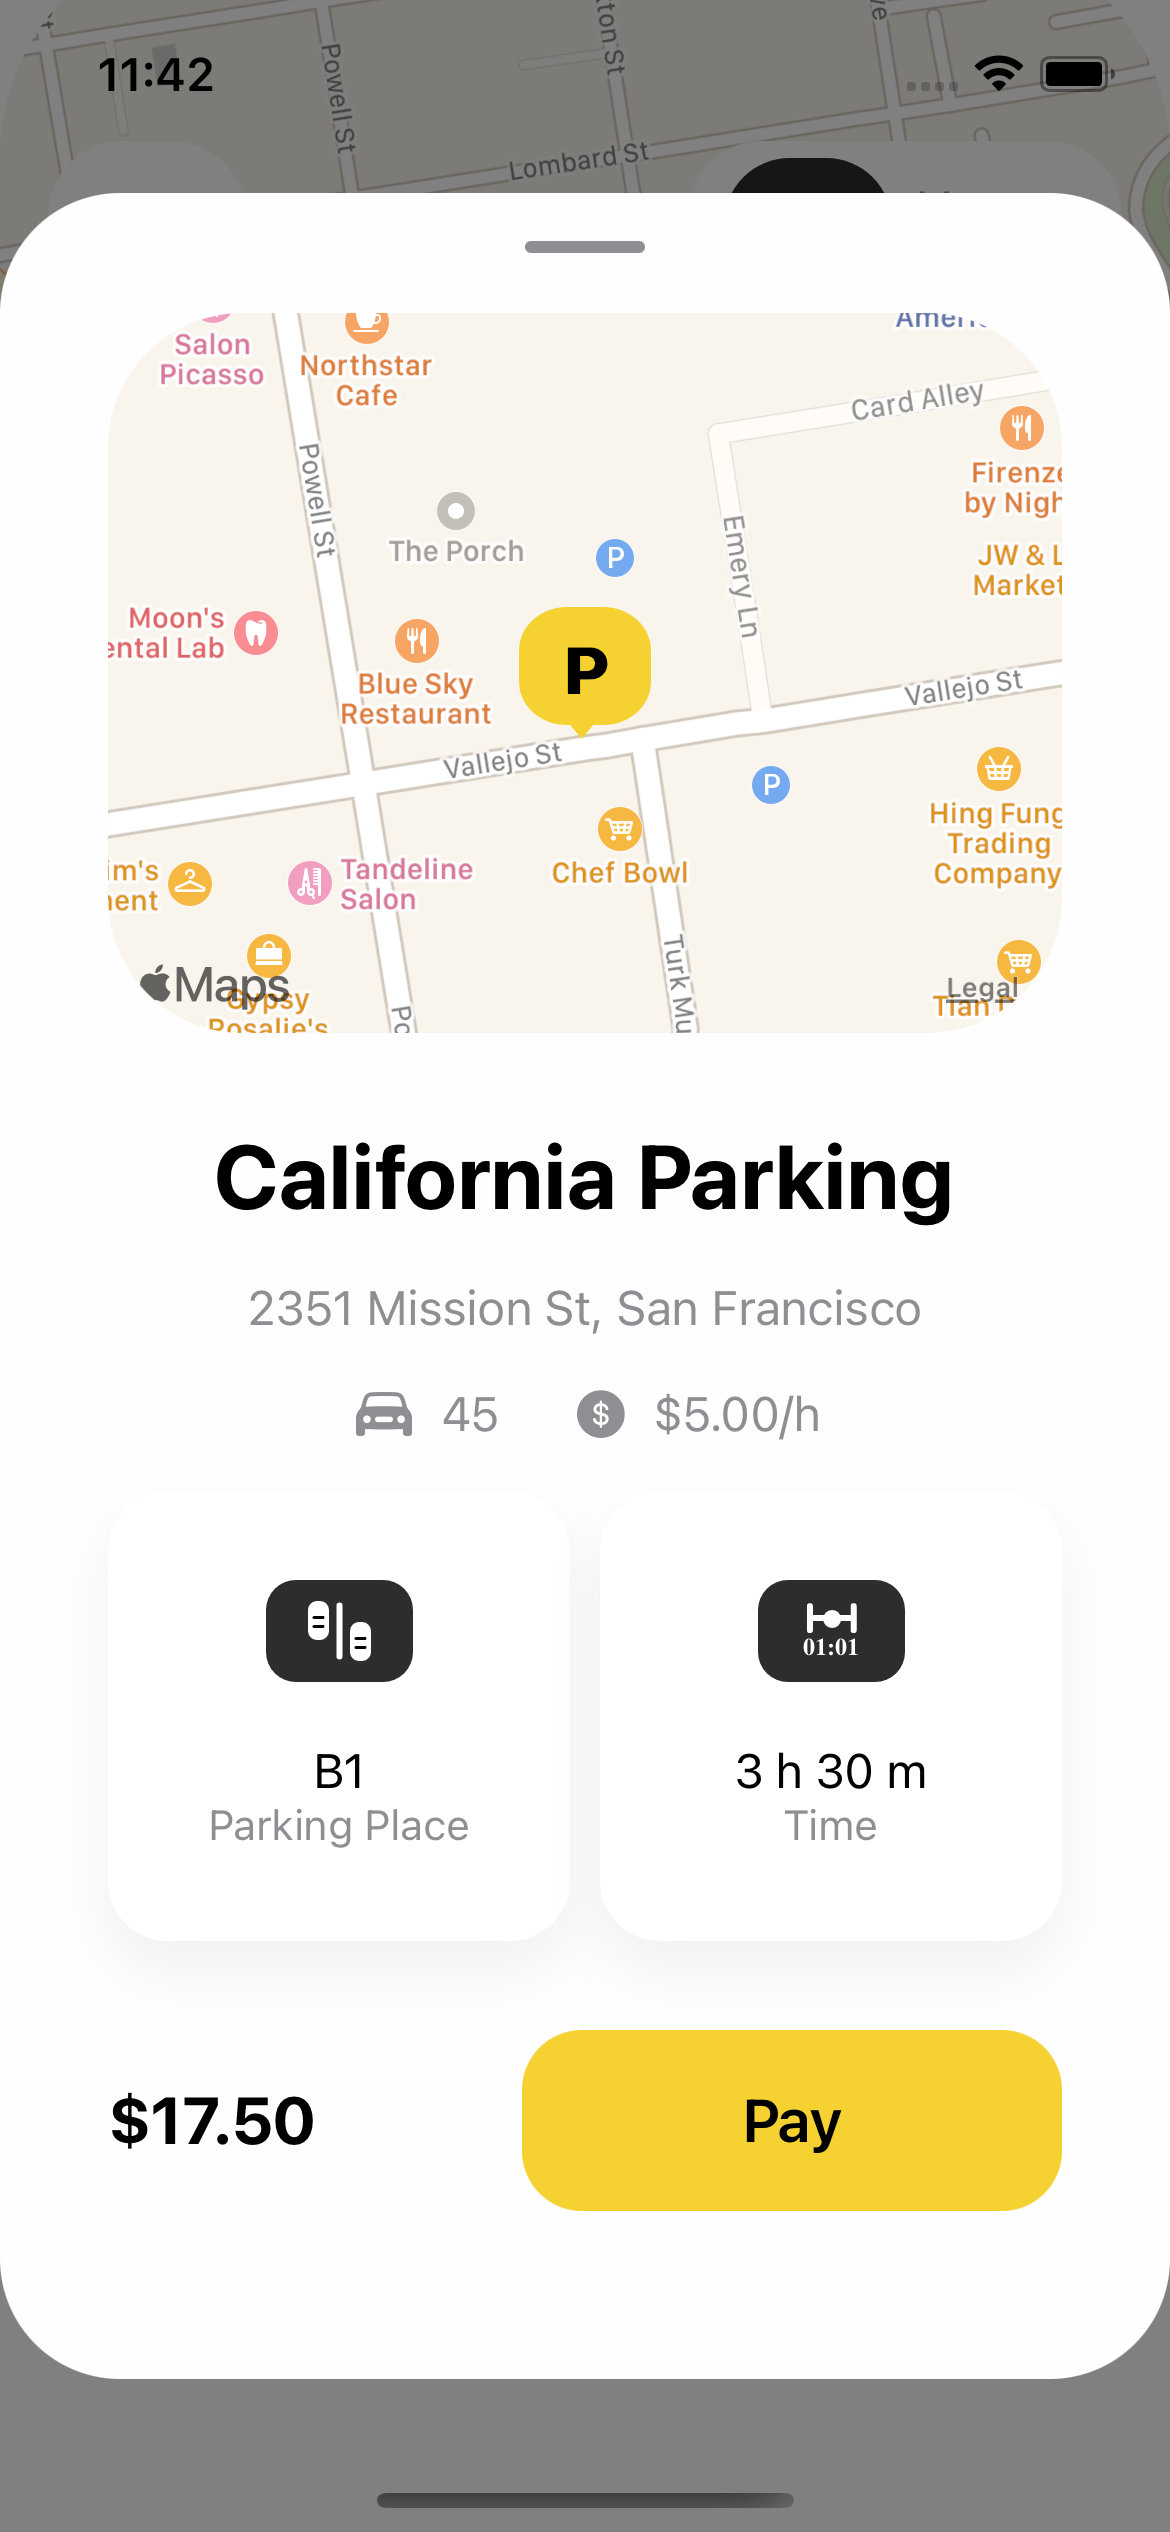 11:42
Powell St
Lombard St
Salon
Picasso
Northstar
Cafe
Card Alley
Powell St
Firenze
by Nigh
The Porch
P
Emery Ln
JW & L
Market
Moon's
ental Lab
P
Blue Sky
Restaurant
Vallejo St
Vallejo St
P
Hing Fung
Trading
Company
Chef Bowl
Tandeline
Salon
Turk Mu
Maps
Gypsy
Rosalie's
Legal
California Parking
2351 Mission St, San Francisco
45
$
$5.00/h
01:01
B1
Parking Place
3 h 30 m
Time
$17.50
Pay